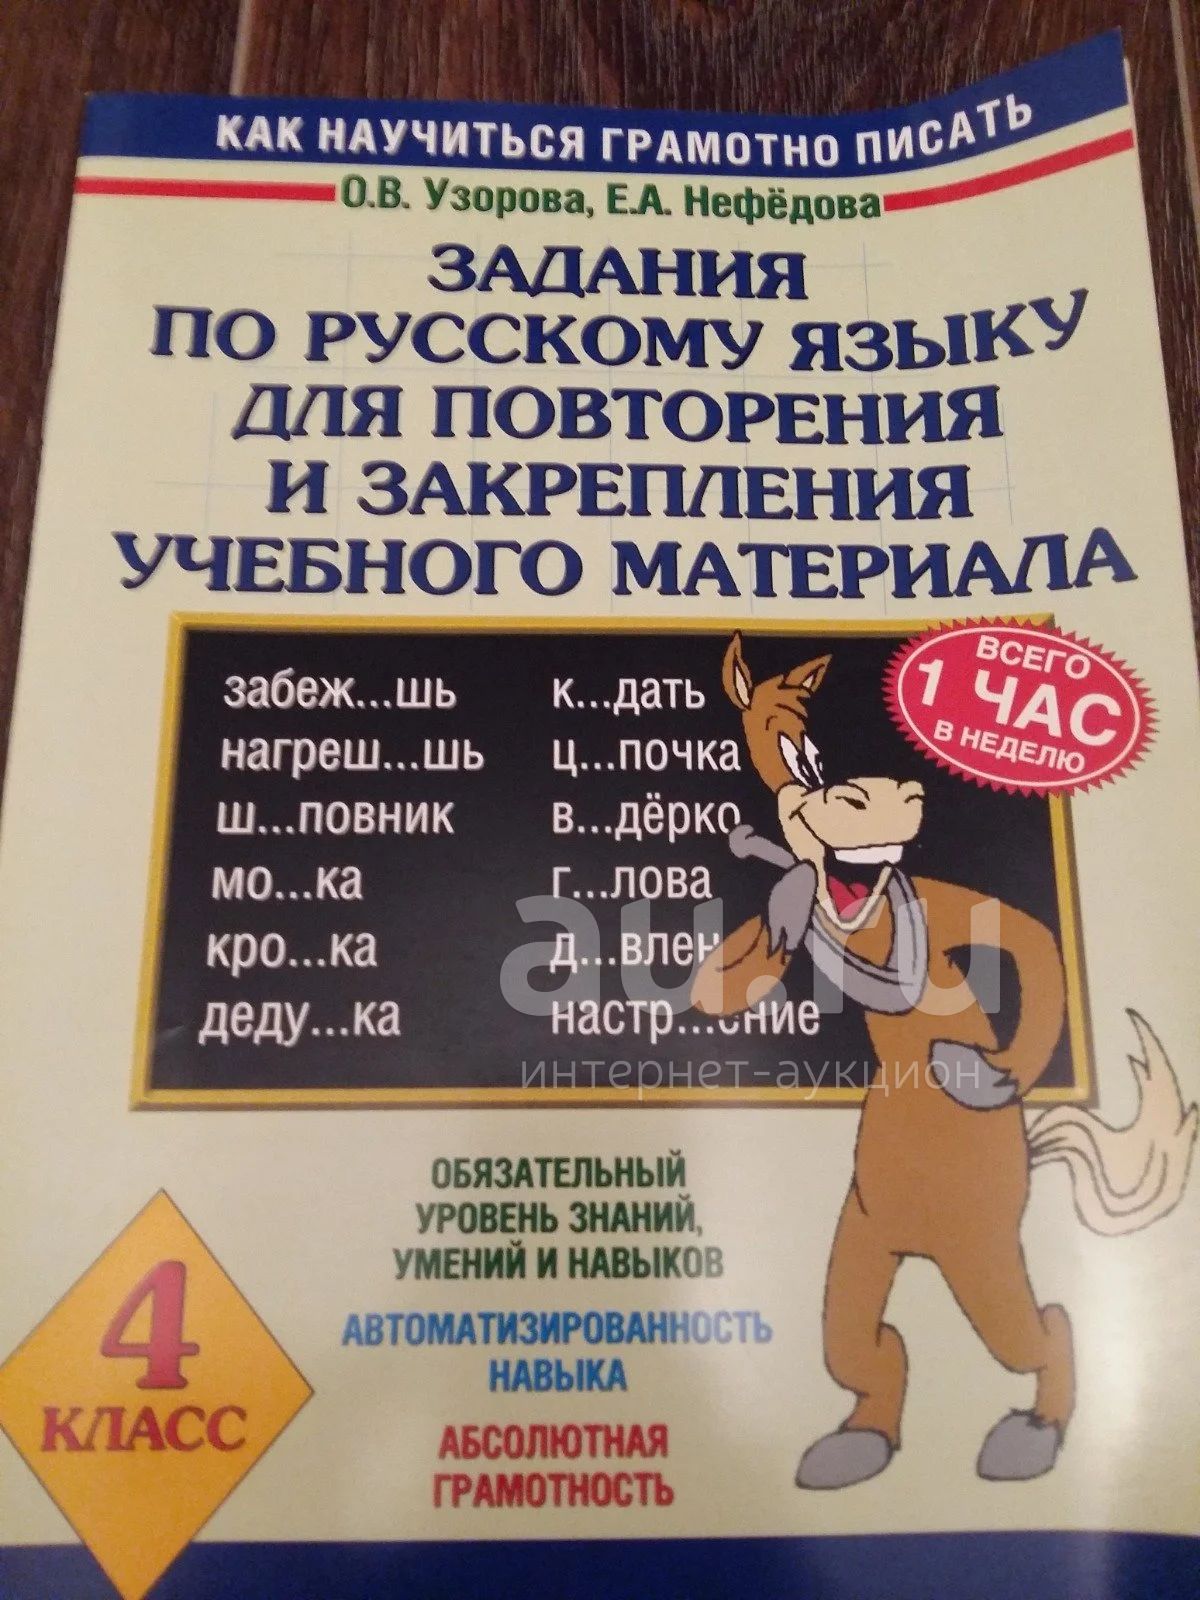 КАК НАУЧИТЬСЯ ГРАМОТНО ПИСАТЬ
О.В. Узорова, Е.А. Нефёдова
ЗАДАНИЯ
ПО РУССКОМУ ЯЗЫКУ
ДЛЯ ПОВТОРЕНИЯ
И ЗАКРЕПЛЕНИЯ
УЧЕБНОГО МАТЕРИАЛА
ВСЕГО
1 ЧАС
В НЕДЕЛЮ
забеж...шь
нагреш...шь
ш...повник
мо...ка
кро...ка
деду...ка
к...дать
ц...почка
в...дёрко
г...лова
д...влен
настр...ение
au.ru
интернет-аукцион
ОБЯЗАТЕЛЬНЫЙ
УРОВЕНЬ ЗНАНИЙ,
УМЕНИЙ И НАВЫКОВ
АВТОМАТИЗИРОВАННОСТЬ
НАВЫКА
АБСОЛЮТНАЯ
ГРАМОТНОСТЬ
4
КЛАСС